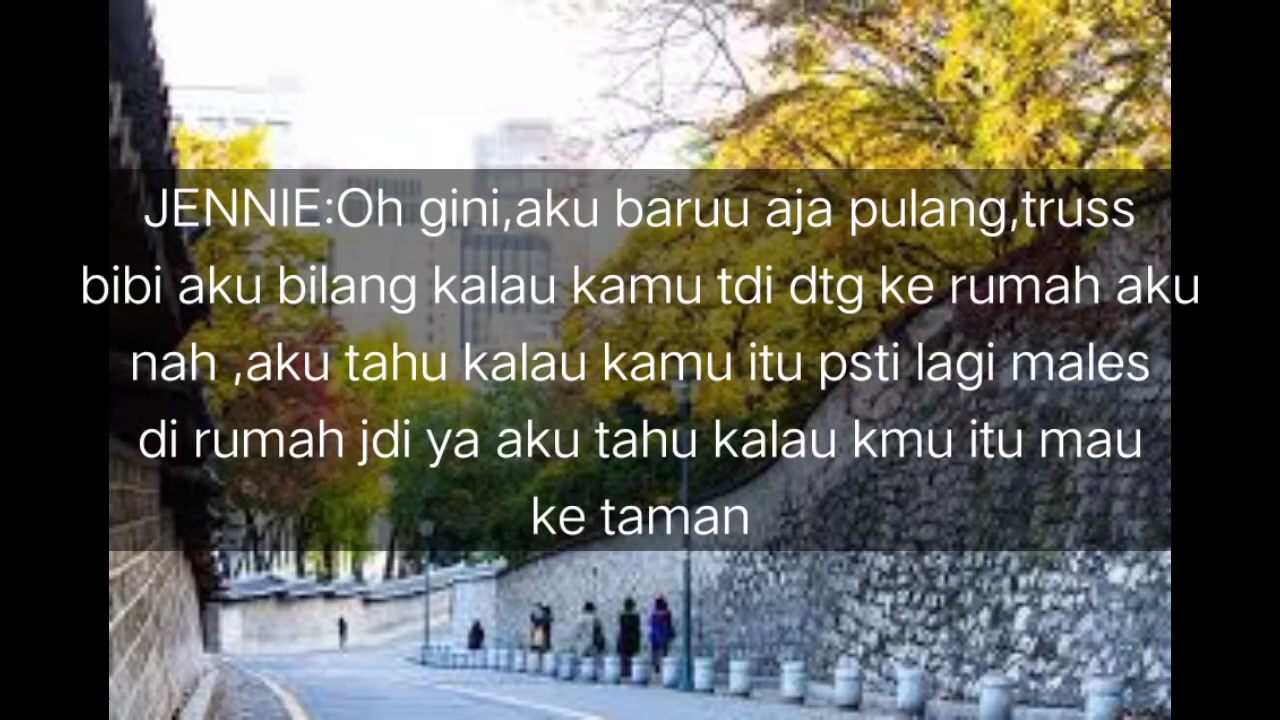 JENNIE:Oh gini,aku baruu aja pulang,truss
bibi aku bilang kalau kamu tdi dtg ke rumah aku
nah ,aku tahu kalau kamu itu psti lagi males
di rumah jdi ya aku tahu kalau kmu itu mau
ke taman